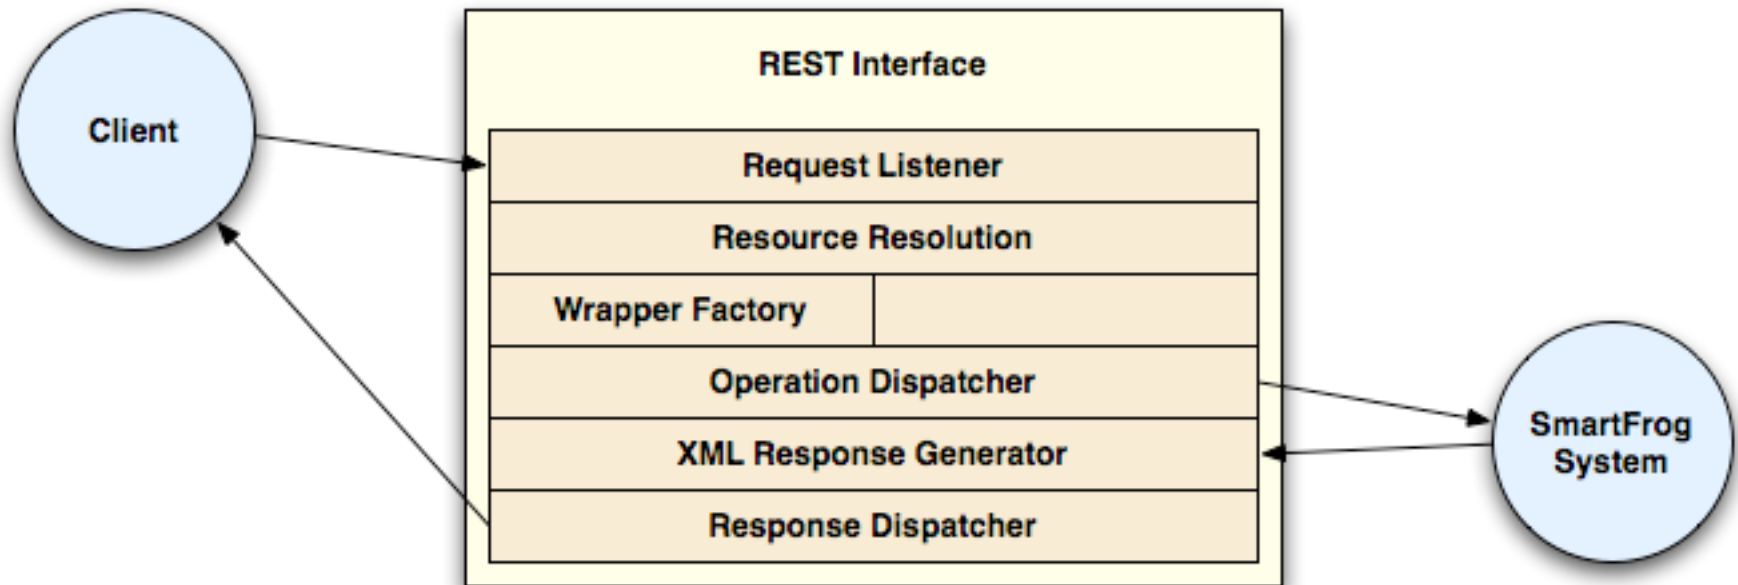 REST Interface
Client
Request Listener
Resource Resolution
Wrapper Factory
Operation Dispatcher
XML Response Generator
Response Dispatcher
SmartFrog
System